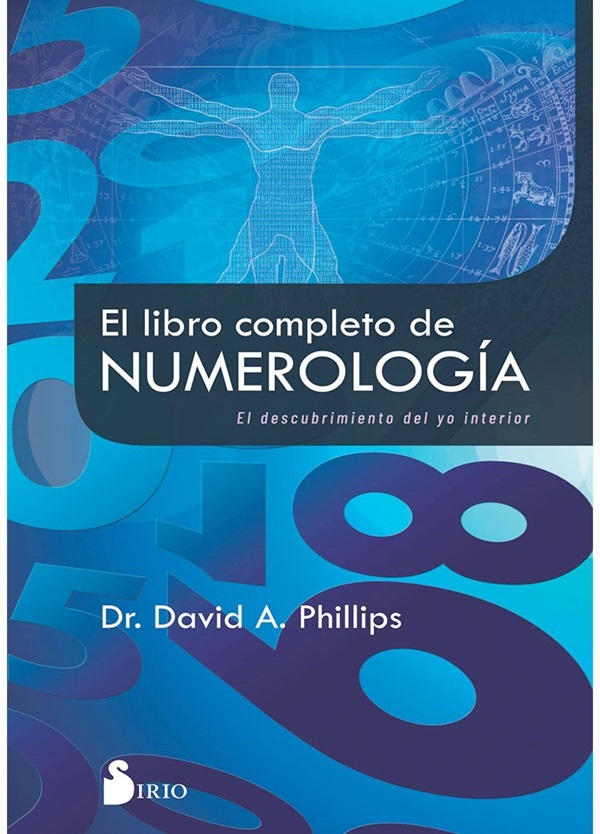 El libro completo de
NUMEROLOGÍA
El descubrimiento del yo interior
Dr. David A. Phillips
SIRIO